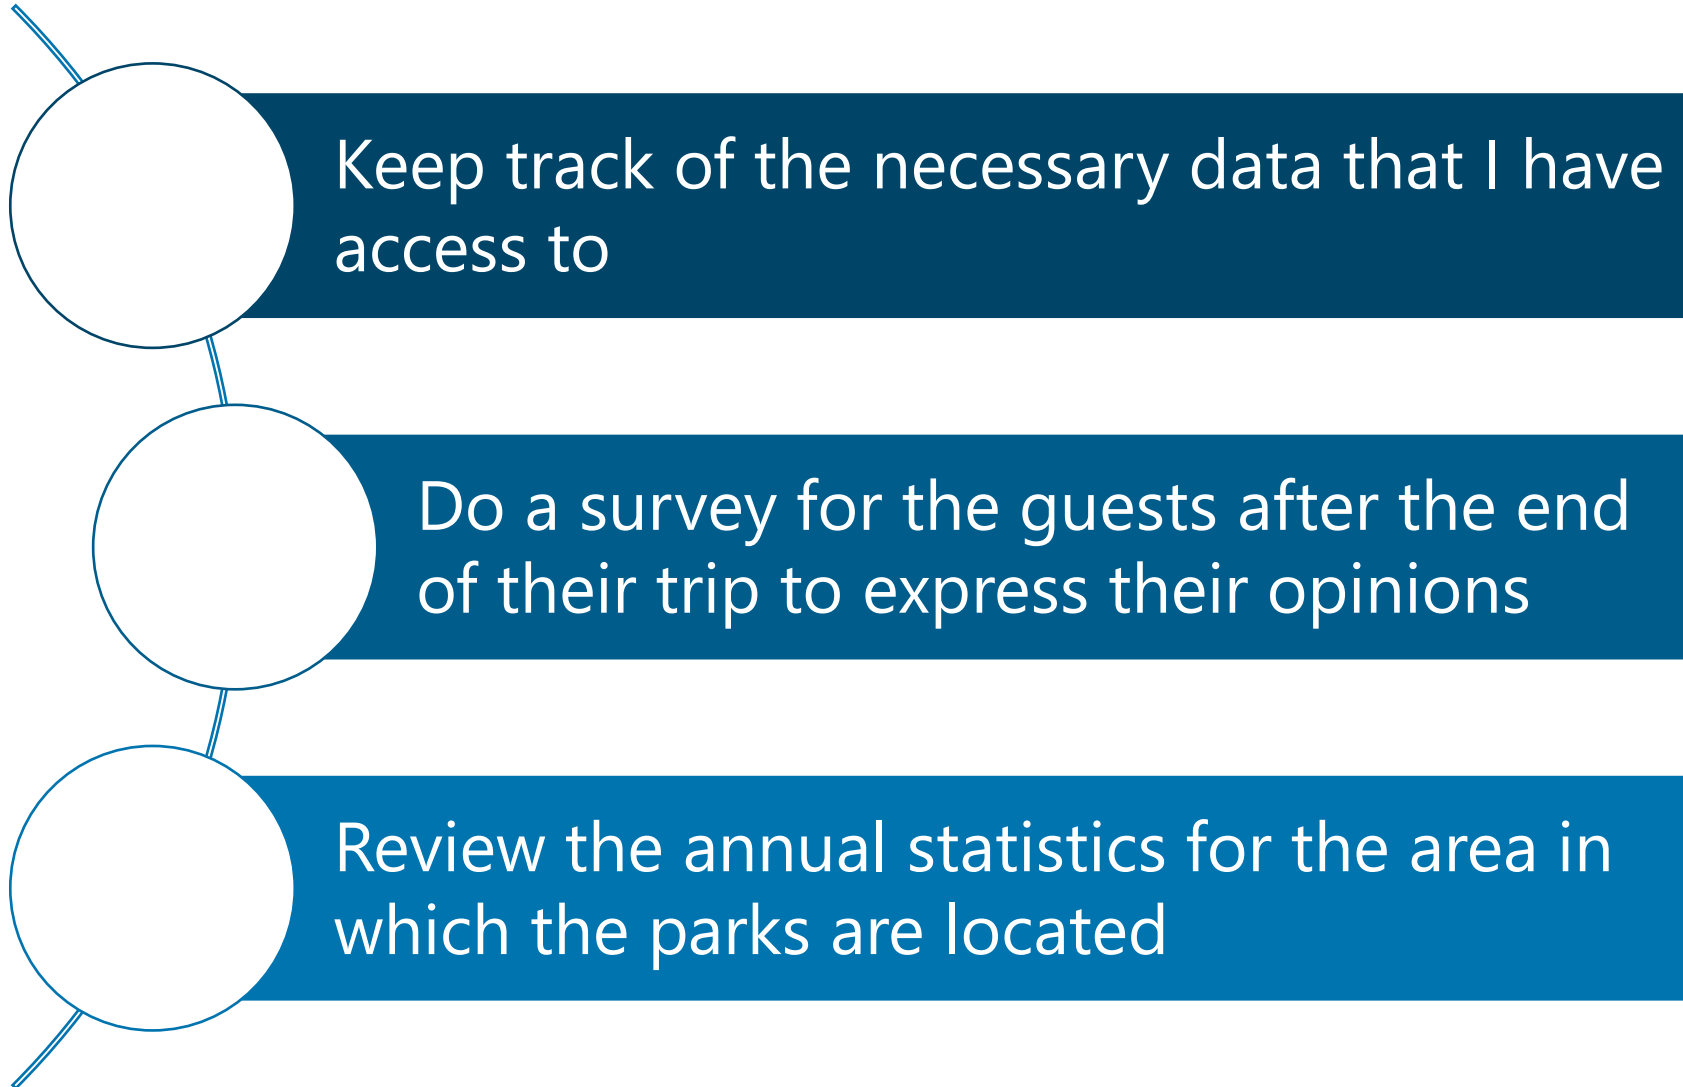 Keep track of the necessary data that I have
access to
Do a survey for the guests after the end
of their trip to express their opinions
Review the annual statistics for the area in
which the parks are located